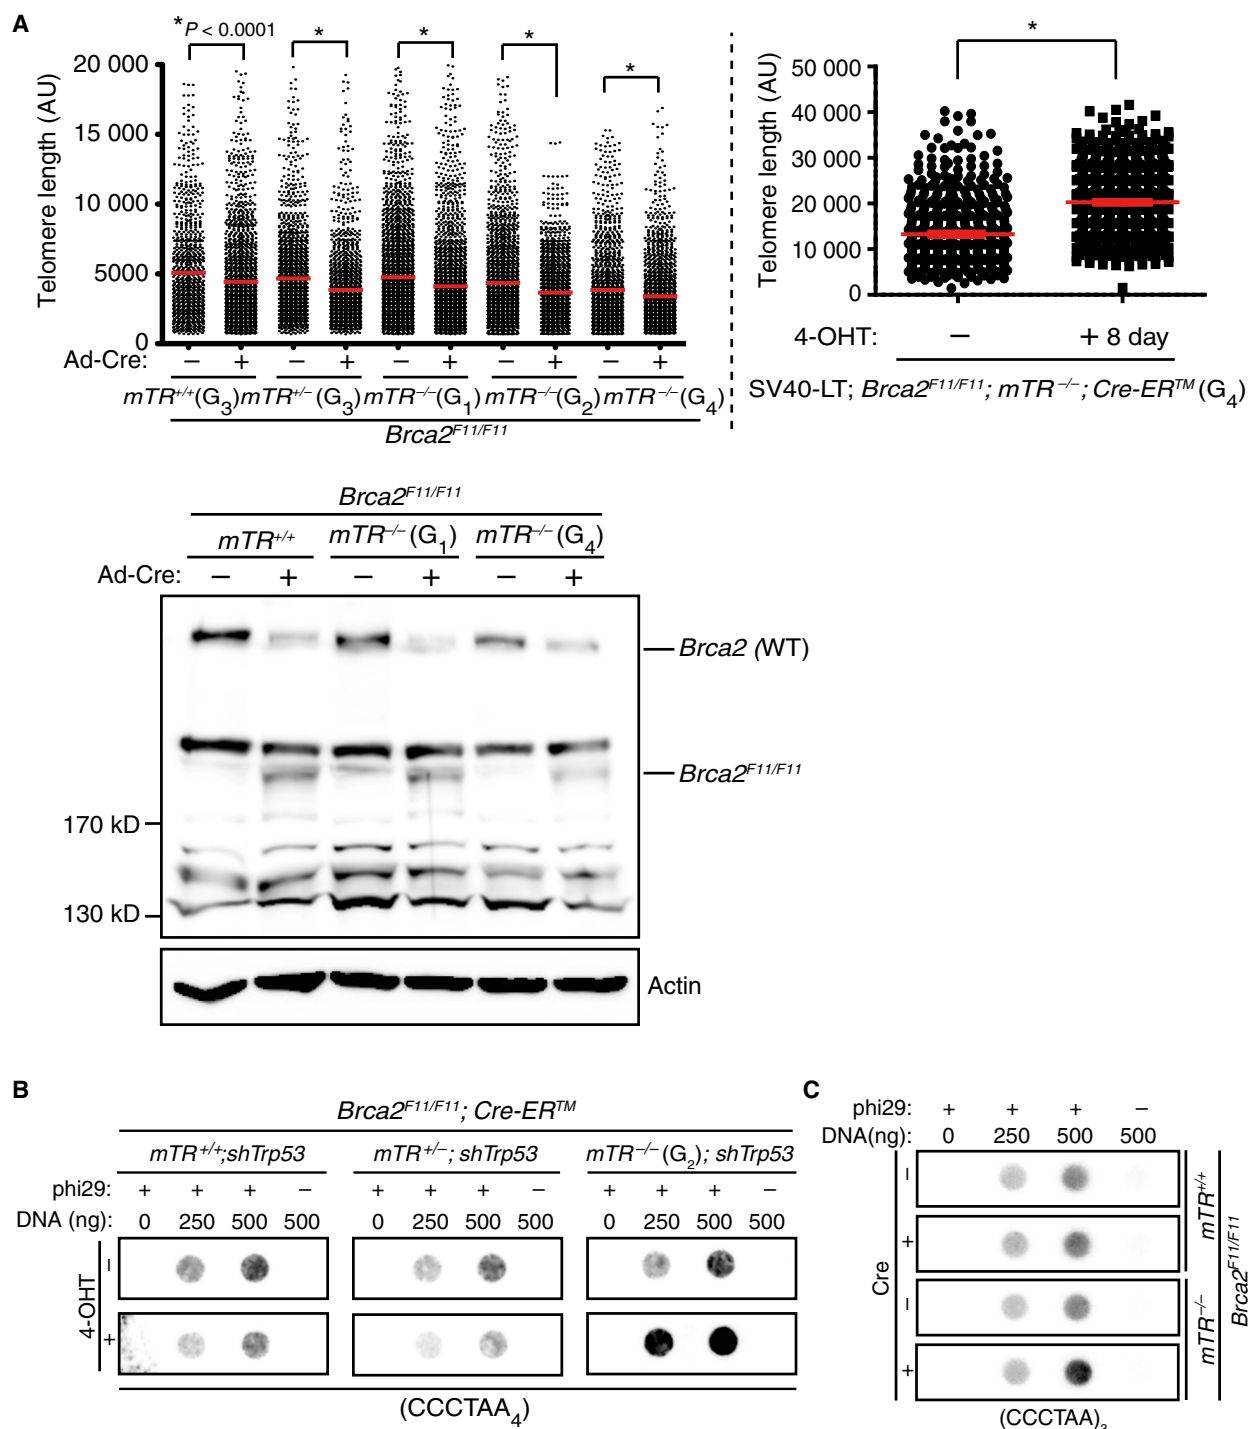 A
*P < 0.0001
*
*
*
*
Telomere length (AU)
20 000
15 000
10 000
5000
0
Ad-Cre: – + – + – + – + – +
mTR+/+(G3) mTR+/–(G3) mTR–/–(G1) mTR–/–(G2) mTR–/–(G4)
Brca2F11/F11
*
Telomere length (AU)
50 000
40 000
30 000
20 000
10 000
0
4-OHT: – + 8 day
SV40-LT; Brca2F11/F11; mTR–/–; Cre-ERTM (G4)
Brca2F11/F11
mTR+/+ mTR–/– (G1) mTR–/– (G4)
Ad-Cre: – + – + – +
Brca2 (WT)
Brca2F11/F11
170 kD
130 kD
Actin
B
Brca2F11/F11; Cre-ERTM
mTR+/+;shTrp53 mTR+/–; shTrp53 mTR–/– (G2); shTrp53
phi29: + + + – + + + – + + + –
DNA (ng): 0 250 500 500 0 250 500 500 0 250 500 500
4-OHT
–
+
(CCCTAA4)
C
phi29: + + + –
DNA(ng): 0 250 500 500
Cre
–
+
–
+
mTR+/+
mTR–/–
Brca2F11/F11
(CCCTAA)3